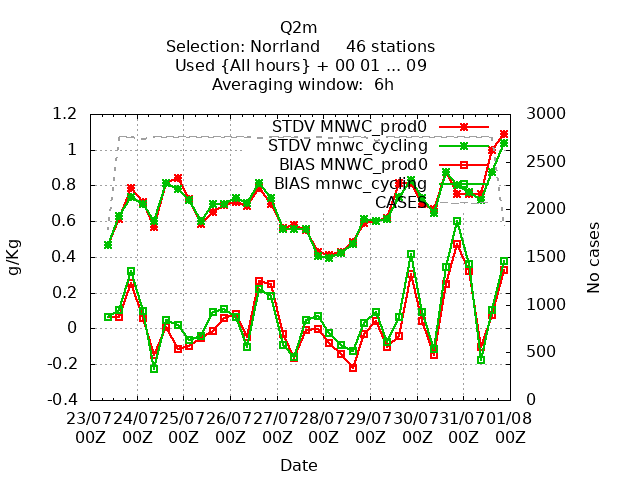 Q2m
Selection: Norrland     46 stations
Used {All hours} + 00 01 ... 09
Averaging window:  6h
STDV MNWC_prod0
STDV mnwc_cycling
BIAS MNWC_prod0
BIAS mnwc_cycling
CASES
g/Kg
1.2
1
0.8
0.6
0.4
0.2
0
-0.2
-0.4
No cases
3000
2500
2000
1500
1000
500
0
23/07 24/07 25/07 26/07 27/07 28/07 29/07 30/07 31/07 01/08
00Z 00Z 00Z 00Z 00Z 00Z 00Z 00Z 00Z 00Z
Date